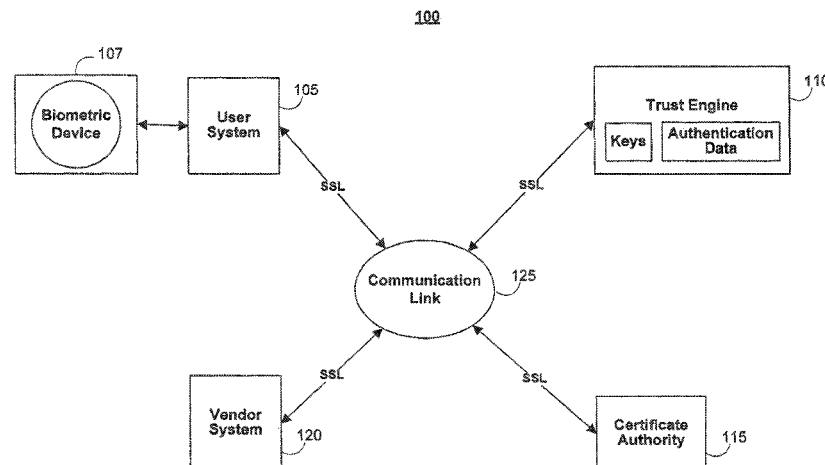 100
107
Biometric
Device
105
User
System
110
Trust Engine
Keys
Authentication
Data
SSL
SSL
Communication
Link
125
SSL
SSL
Vendor
System
120
Certificate
Authority
115